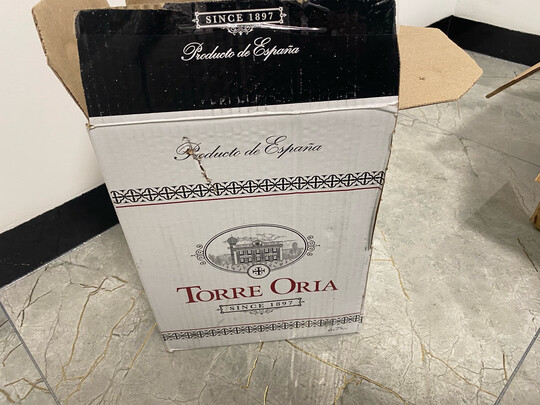 SINCE 1897
Producto de España
Producto de España
TORRE ORIA
SINCE 1897